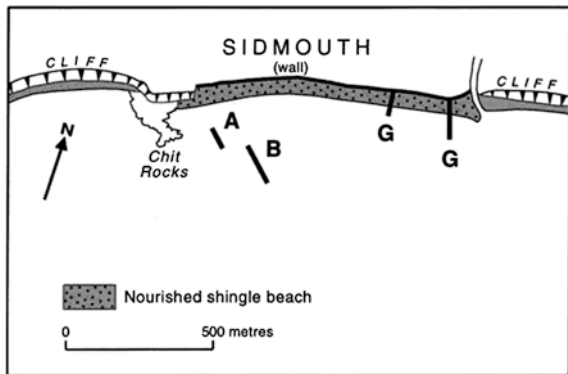 SIDMOUTH
(wall)
CLIFF
CLIFF
A
B
G
G
Chit
Rocks
N
Nourished shingle beach
0 500 metres